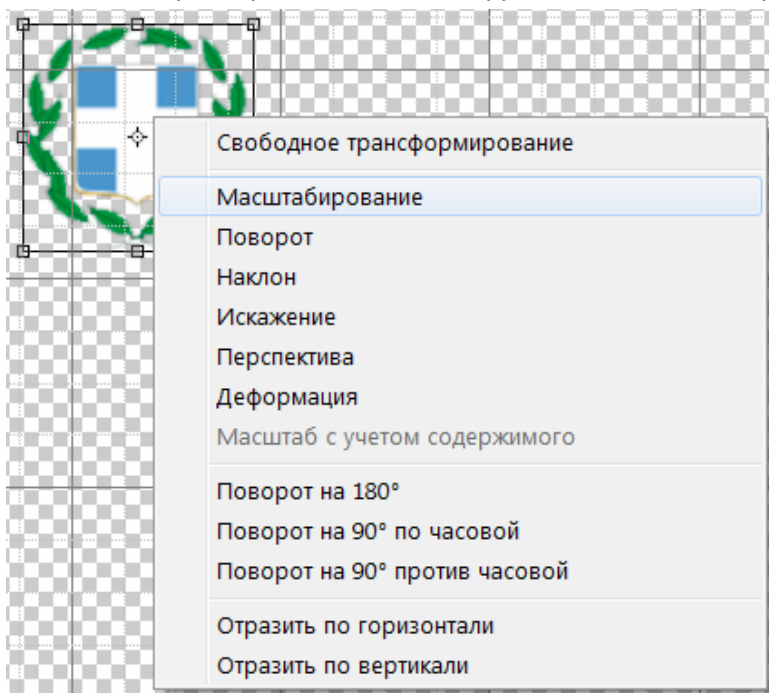 Свободное трансформирование
Масштабирование
Поворот
Наклон
Искажение
Перспектива
Деформация
Масштаб с учетом содержимого
Поворот на 180°
Поворот на 90° по часовой
Поворот на 90° против часовой
Отразить по горизонтали
Отразить по вертикали